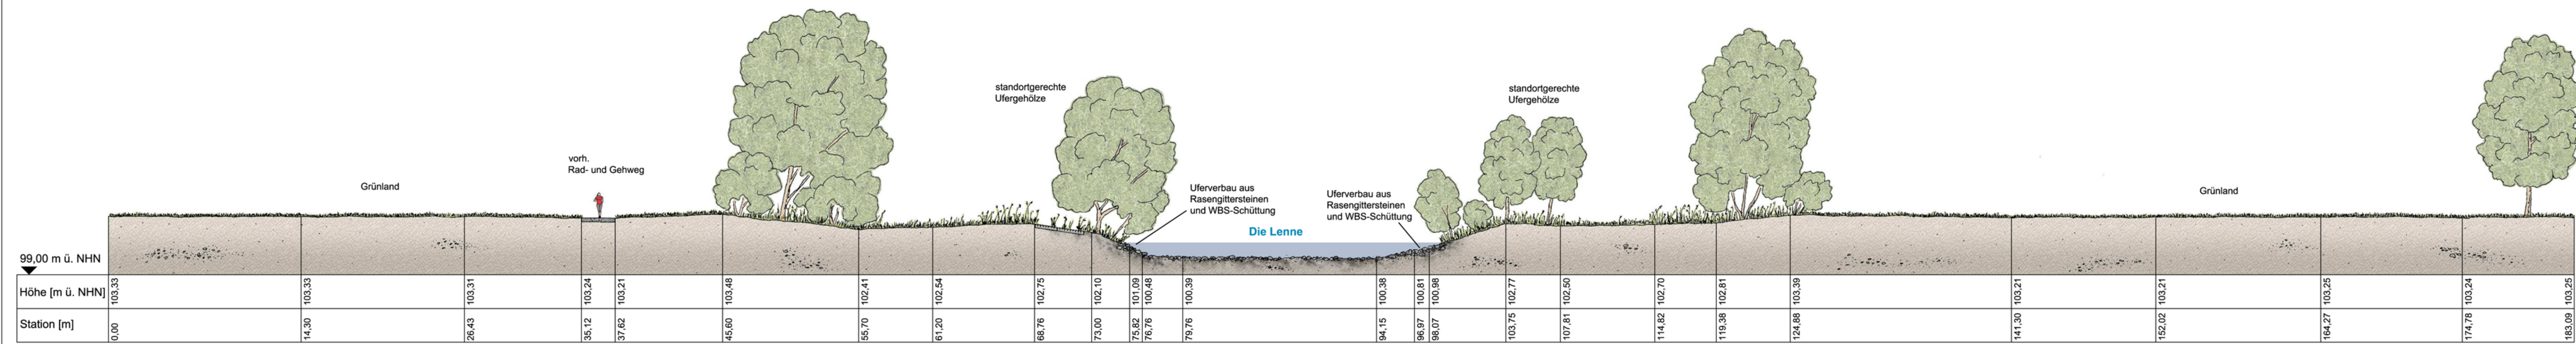 standortgerechte
Ufergehölze
standortgerechte
Ufergehölze
vorh.
Rad- und Gehweg
Grünland
Uferverbau aus
Rasengittersteinen
und WBS-Schüttung
Uferverbau aus
Rasengittersteinen
und WBS-Schüttung
Grünland
Die Lenne
99,00 m ü. NHN
Höhe [m ü. NHN] 103,33 103,33 103,31 103,24 103,21 103,48 102,41 102,54 102,75 102,10 101,09 100,48 100,39 100,38 100,81 100,98 102,77 102,50 102,70 102,81 103,39 103,21 103,21 103,25 103,24 103,25
Station [m] 0,00 14,30 26,43 35,12 37,62 45,60 55,70 61,20 68,76 73,00 75,82 76,76 79,76 94,15 96,97 98,07 103,75 107,81 114,82 119,38 124,88 141,30 152,02 164,27 174,78 183,09